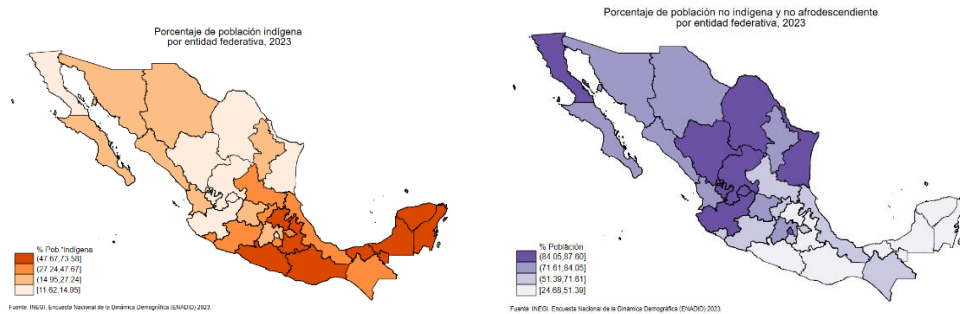 Porcentaje de población indígena
por entidad federativa, 2023
% Pob *Indígena
(47.67,73.58]
(27.24,47.67]
(14.95,27.24]
[11.62,14.95]
Fuente: INEGI. Encuesta Nacional de la Dinámica Demográfica (ENADID) 2023.
Porcentaje de población no indígena y no afrodescendiente
por entidad federativa, 2023
% Población
(84.05,87.60]
(71.61,84.05]
(51.39,71.61]
[24.68,51.39]
Fuente: INEGI. Encuesta Nacional de la Dinámica Demográfica (ENADID) 2023.